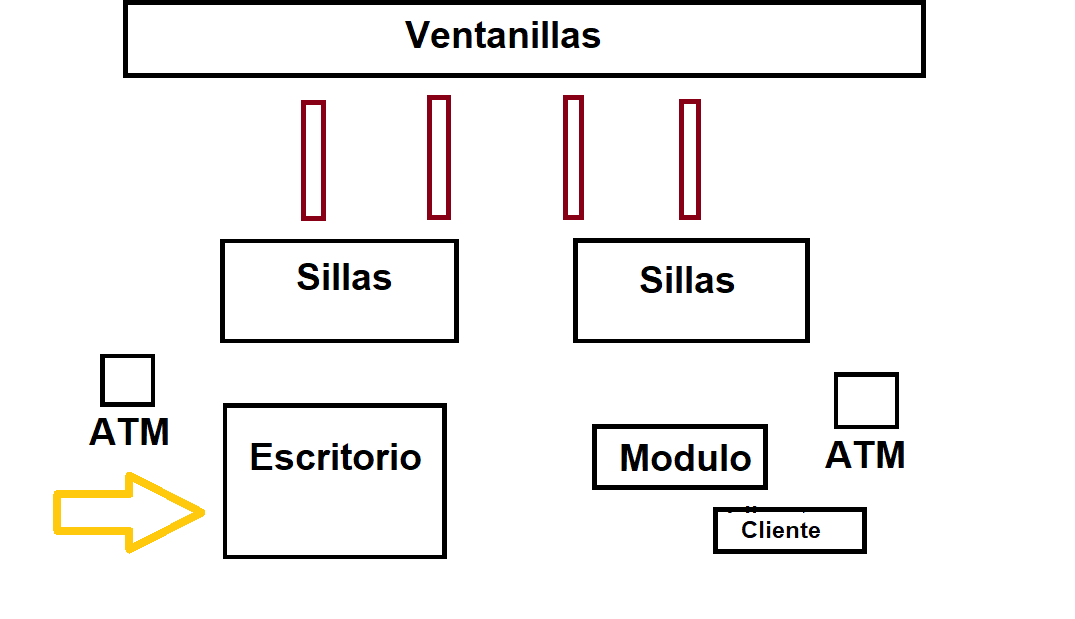 Ventanillas
Sillas
Sillas
ATM
Escritorio
Modulo
ATM
Cliente